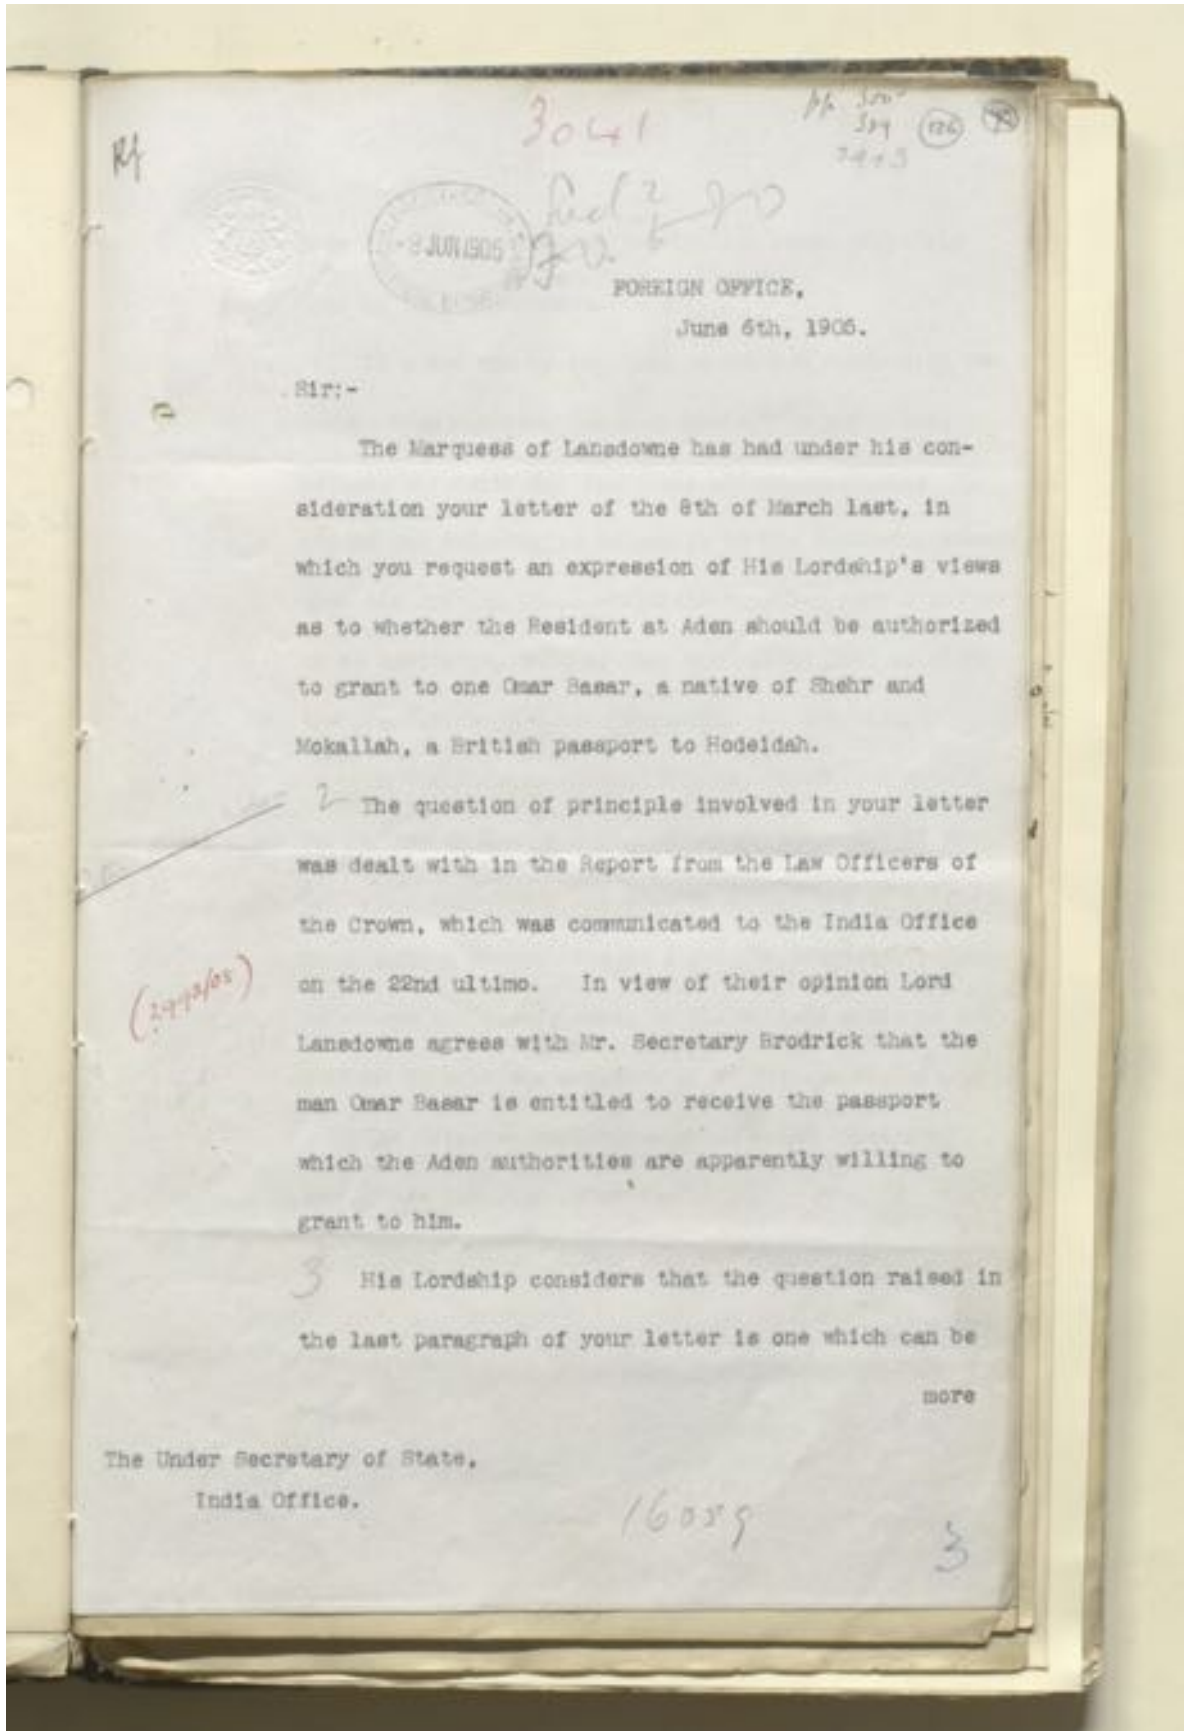 3041
126
8 JUN 1905
FOREIGN OFFICE,
June 6th, 1905.
Sir:-
The Marquess of Lansdowne has had under his con-
sideration your letter of the 8th of March last, in
which you request an expression of His Lordship's views
as to whether the Resident at Aden should be authorized
to grant to one Omar Basar, a native of Shehr and
Mokallah, a British passport to Hodeidah.
2 The question of principle involved in your letter
was dealt with in the Report from the Law Officers of
the Crown, which was communicated to the India Office
on the 22nd ultimo. In view of their opinion Lord
Lansdowne agrees with Mr. Secretary Brodrick that the
man Omar Basar is entitled to receive the passport
which the Aden authorities are apparently willing to
grant to him.
3 His Lordship considers that the question raised in
the last paragraph of your letter is one which can be
more
The Under Secretary of State,
India Office.
3